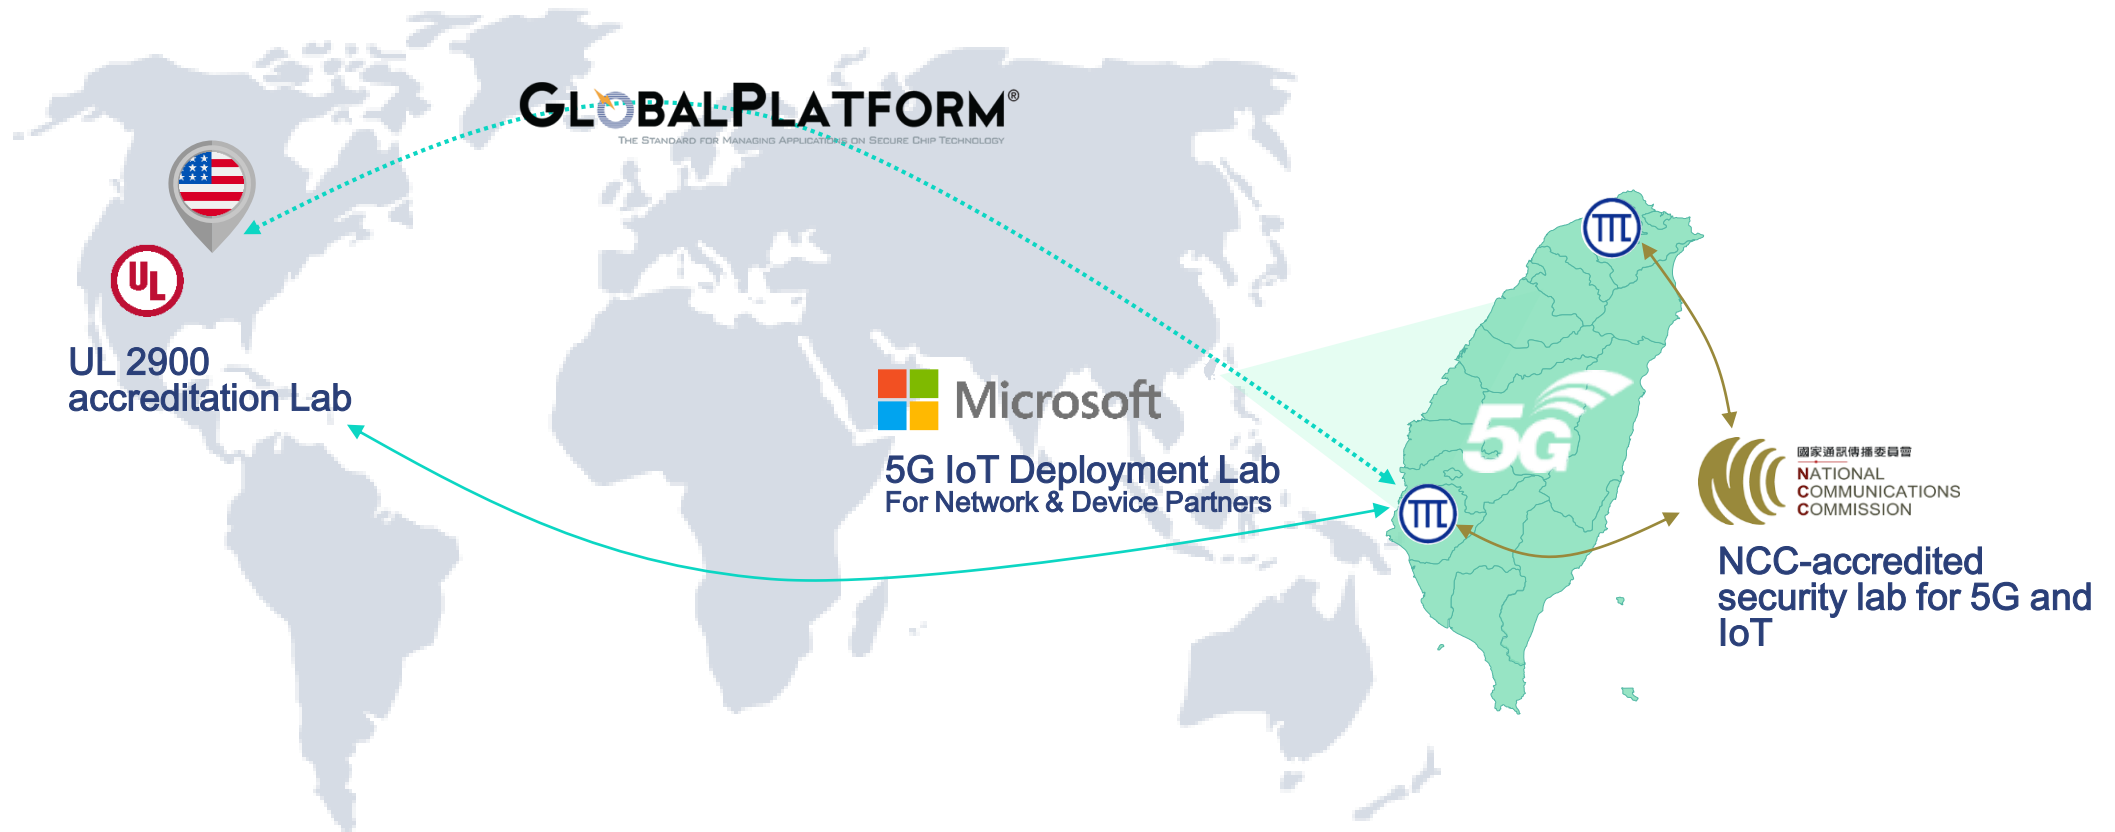 GLOBALPLATFORM®
THE STANDARD FOR MANAGING APPLICATIONS ON SECURE CHIP TECHNOLOGY
UL
UL 2900
accreditation Lab
Microsoft
5G IoT Deployment Lab
For Network & Device Partners
TTC
5G
TTC
國家通訊傳播委員會
NATIONAL
COMMUNICATIONS
COMMISSION
NCC-accredited
security lab for 5G and
IoT